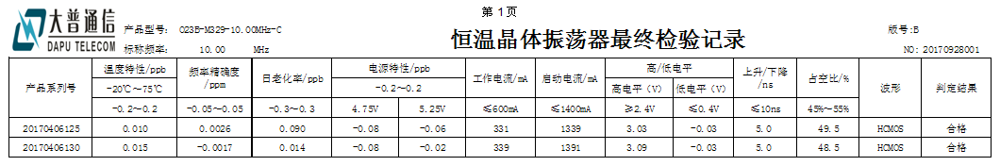 第 1页
大普通信
DAPU TELECOM
产品型号: O23B-M329-10.00MHz-C
标称频率: 10.00 MHz
恒温晶体振荡器最终检验记录
版号:B
NO: 20170928001
产品系列号 温度特性/ppb 频率精确度/ppm 日老化率/ppb 电源特性/ppb 工作电流/mA 启动电流/mA 高/低电平 上升/下降/ns 占空比/% 波形 判定结果
-20℃～75℃ -0.2～0.2 高电平（V） 低电平（V）
-0.2～0.2 -0.05～0.05 -0.3～0.3 4.75V 5.25V ≤600mA ≤1400mA ≥2.4V ≤0.4V ≤10ns 45%～55%
20170406125 0.010 0.0026 0.090 -0.08 -0.06 331 1339 3.03 -0.03 5.0 49.5 HCMOS 合格
20170406130 0.015 -0.0017 0.014 -0.08 -0.02 339 1391 3.09 -0.03 5.0 48.5 HCMOS 合格